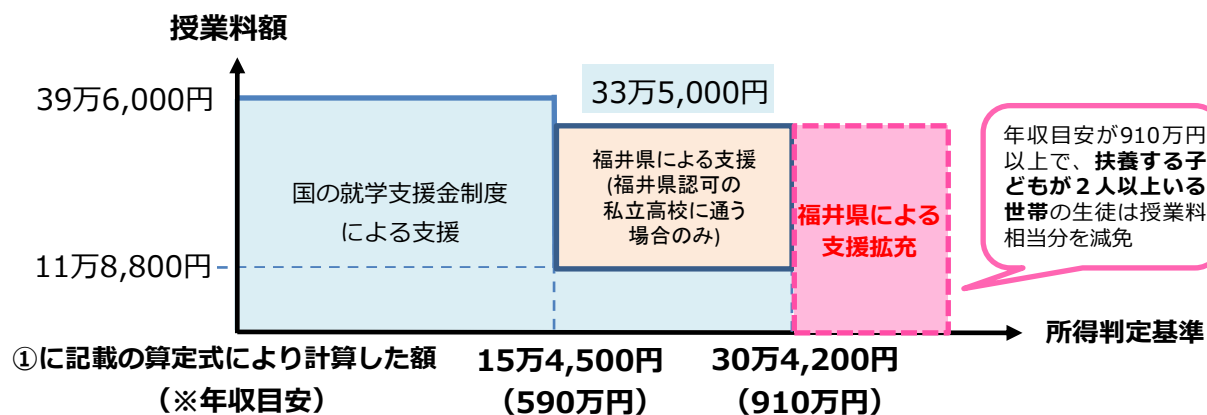 授業料額
39万6,000円
33万5,000円
11万8,800円
国の就学支援金制度
による支援
福井県による支援
(福井県認可の
私立高校に通う
場合のみ)
福井県による
支援拡充
年収目安が910万円
以上で、扶養する子
どもが２人以上いる
世帯の生徒は授業料
相当分を減免
所得判定基準
①に記載の算定式により計算した額
（※年収目安）
15万4,500円
（590万円）
30万4,200円
（910万円）